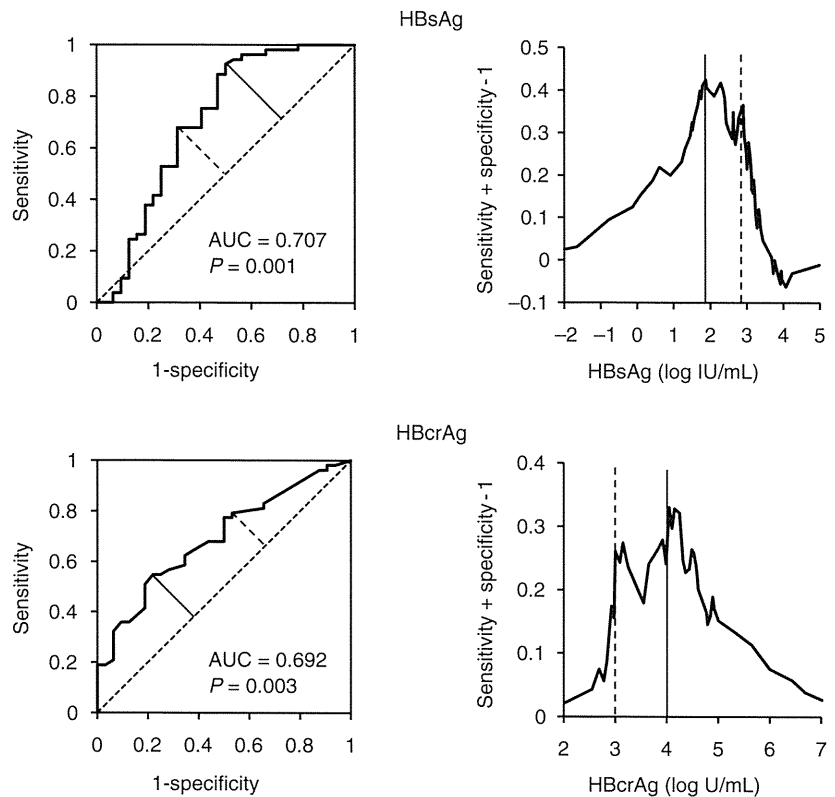 HBsAg
Sensitivity
1
0.8
0.6
0.4
0.2
0
AUC = 0.707
P = 0.001
0 0.2 0.4 0.6 0.8 1
1-specificity
Sensitivity + specificity - 1
0.5
0.4
0.3
0.2
0.1
0
–0.1
–2 –1 0 1 2 3 4 5
HBsAg (log IU/mL)
HBcrAg
Sensitivity
1
0.8
0.6
0.4
0.2
0
AUC = 0.692
P = 0.003
0 0.2 0.4 0.6 0.8 1
1-specificity
Sensitivity + specificity - 1
0.4
0.3
0.2
0.1
0
2 3 4 5 6 7
HBcrAg (log U/mL)